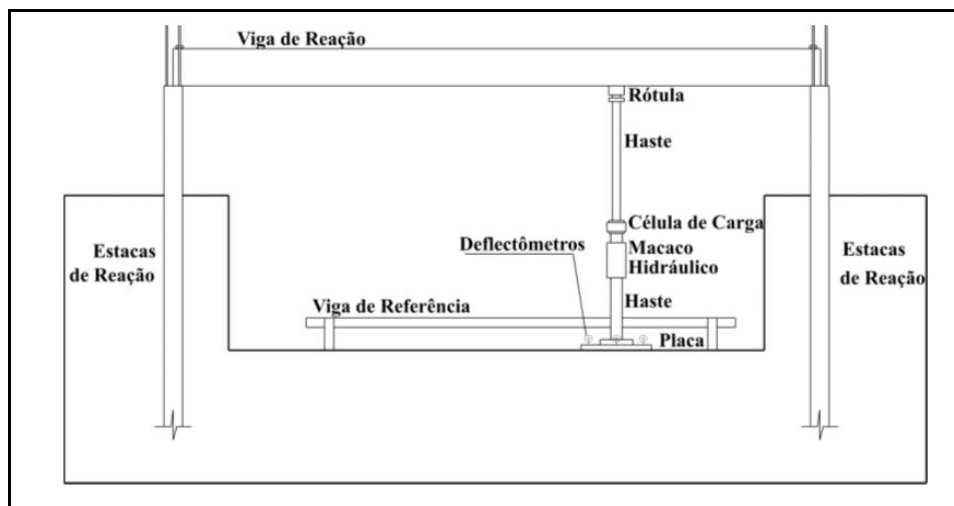 Viga de Reação
Rótula
Haste
Célula de Carga
Deflectômetros
Macaco
Hidráulico
Estacas
de Reação
Estacas
de Reação
Viga de Referência
Haste
Placa